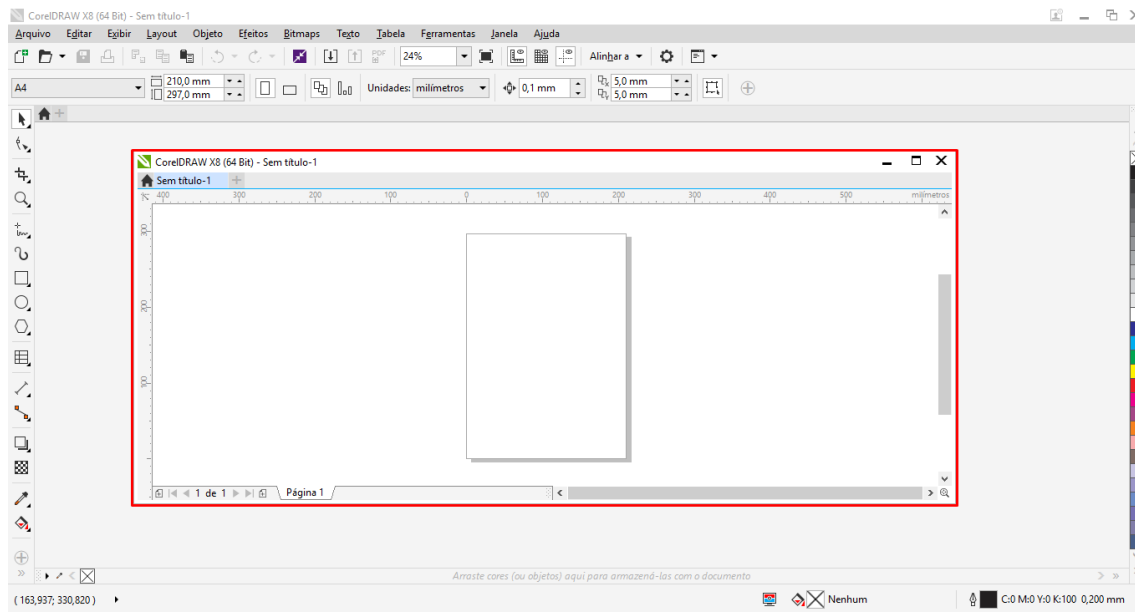 CorelDRAW X8 (64 Bit) - Sem título-1
Arquivo Editar Exibir Layout Objeto Efeitos Bitmaps Texto Tabela Ferramentas Janela Ajuda
PDF 24% Alinhar a
A4 210,0 mm 297,0 mm Unidades: milímetros 0,1 mm 5,0 mm 5,0 mm
CorelDRAW X8 (64 Bit) - Sem título-1
Sem título-1
400 300 200 100 0 100 200 300 400 500 milímetros
300
200
100
1 de 1 Página 1
Arraste cores (ou objetos) aqui para armazená-las com o documento
( 163,937; 330,820 ) Nenhum C:0 M:0 Y:0 K:100 0,200 mm